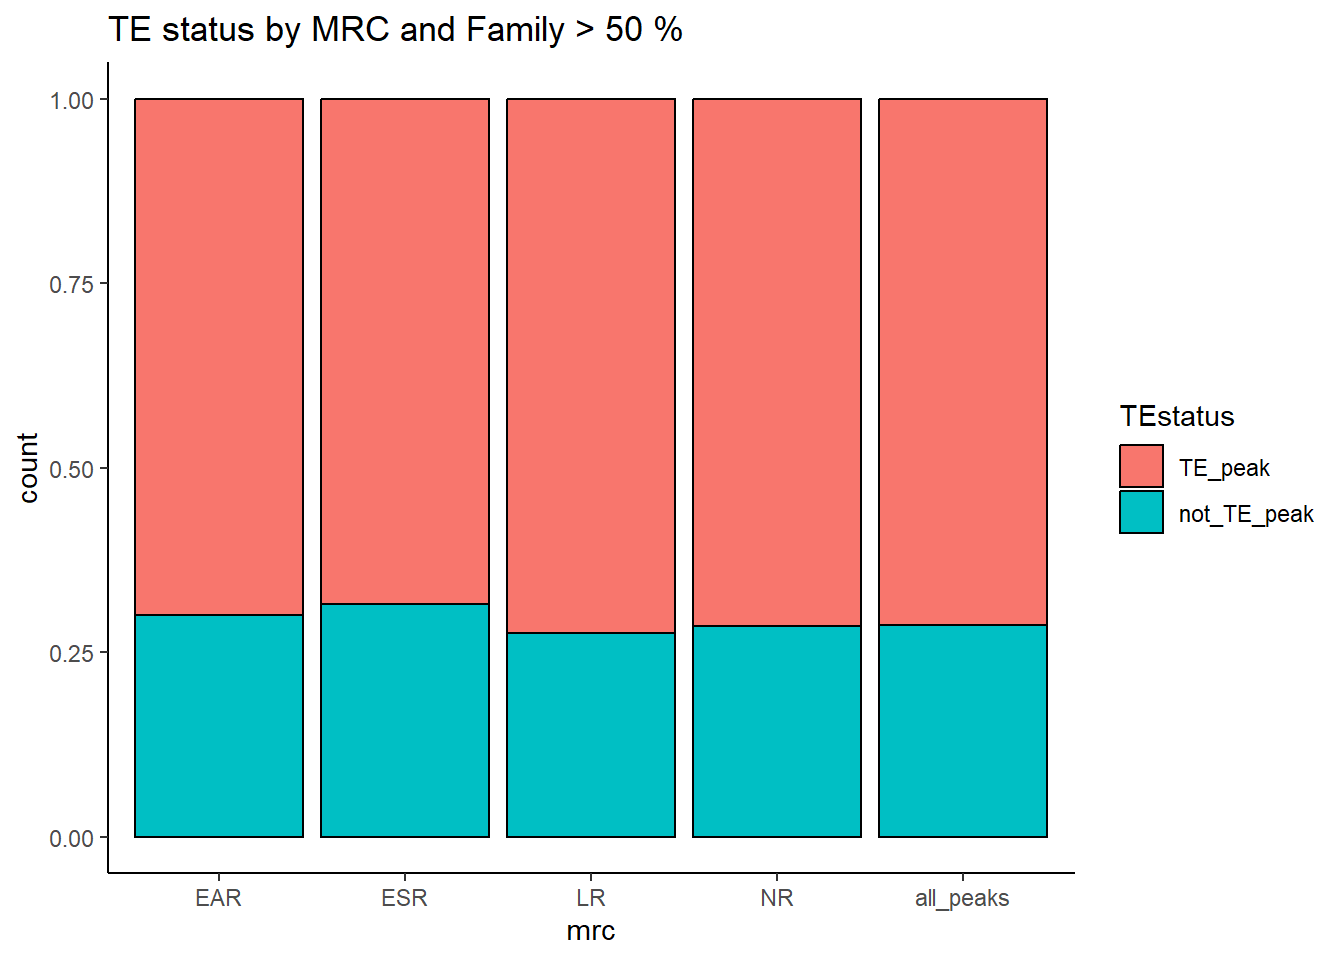 TE status by MRC and Family > 50 %
1.00
0.75
0.50
0.25
0.00
count
EAR ESR LR NR all_peaks
mrc
TEstatus
TE_peak
not_TE_peak